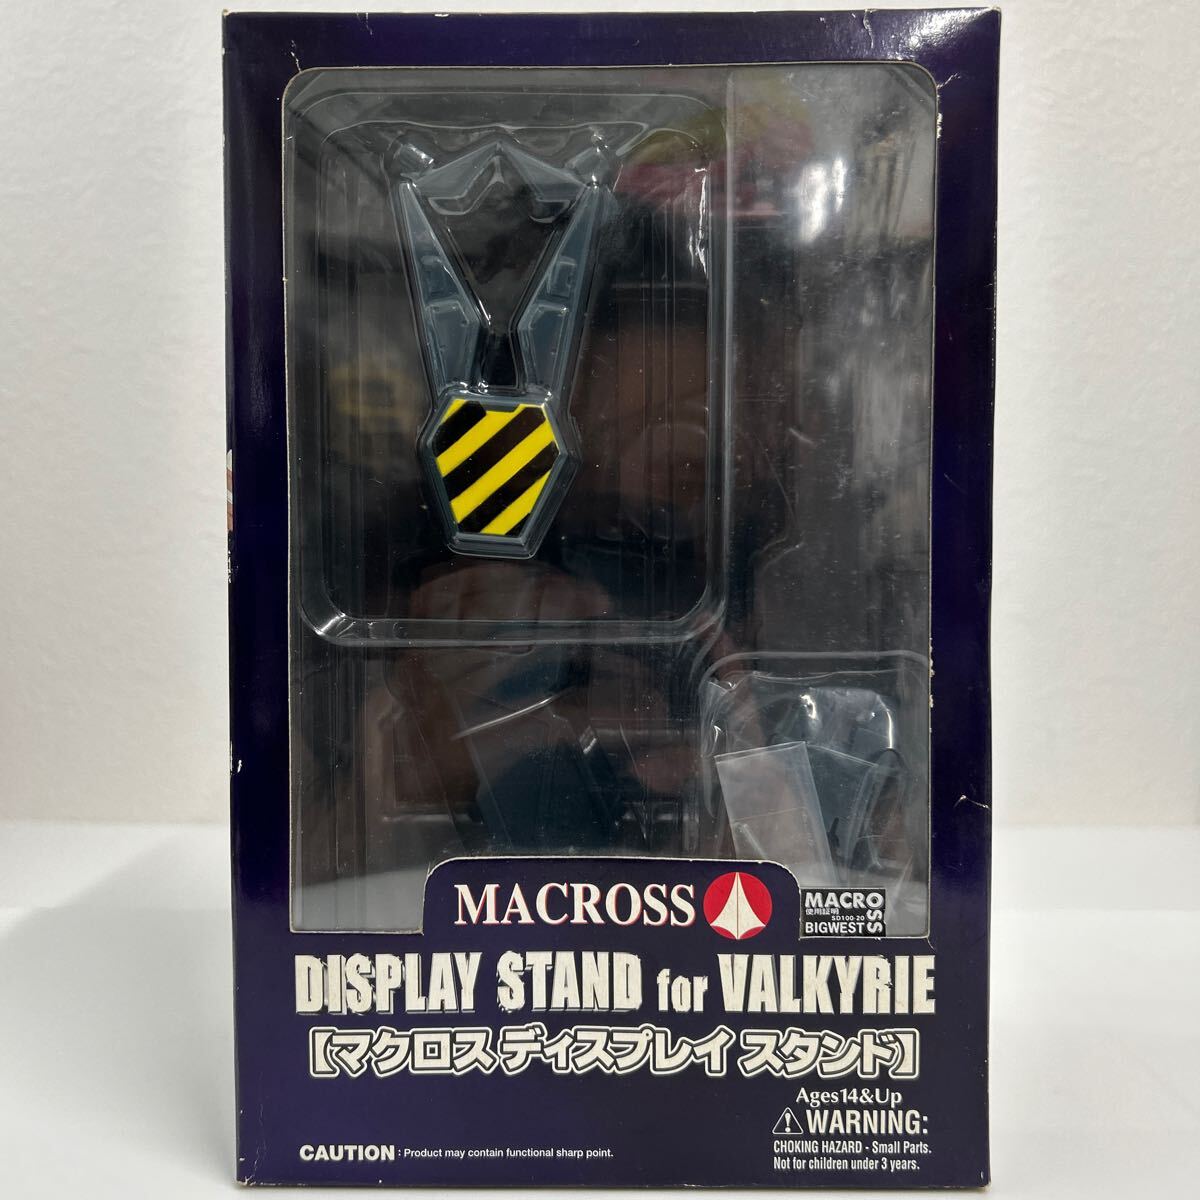 MACROSS
MACROSS
使用証明
SD100-20
BIGWEST
DISPLAY STAND for VALKYRIE
【マクロス ディスプレイ スタンド】
Ages14&Up
⚠WARNING:
CHOKING HAZARD - Small Parts.
Not for children under 3 years.
CAUTION : Product may contain functional sharp point.